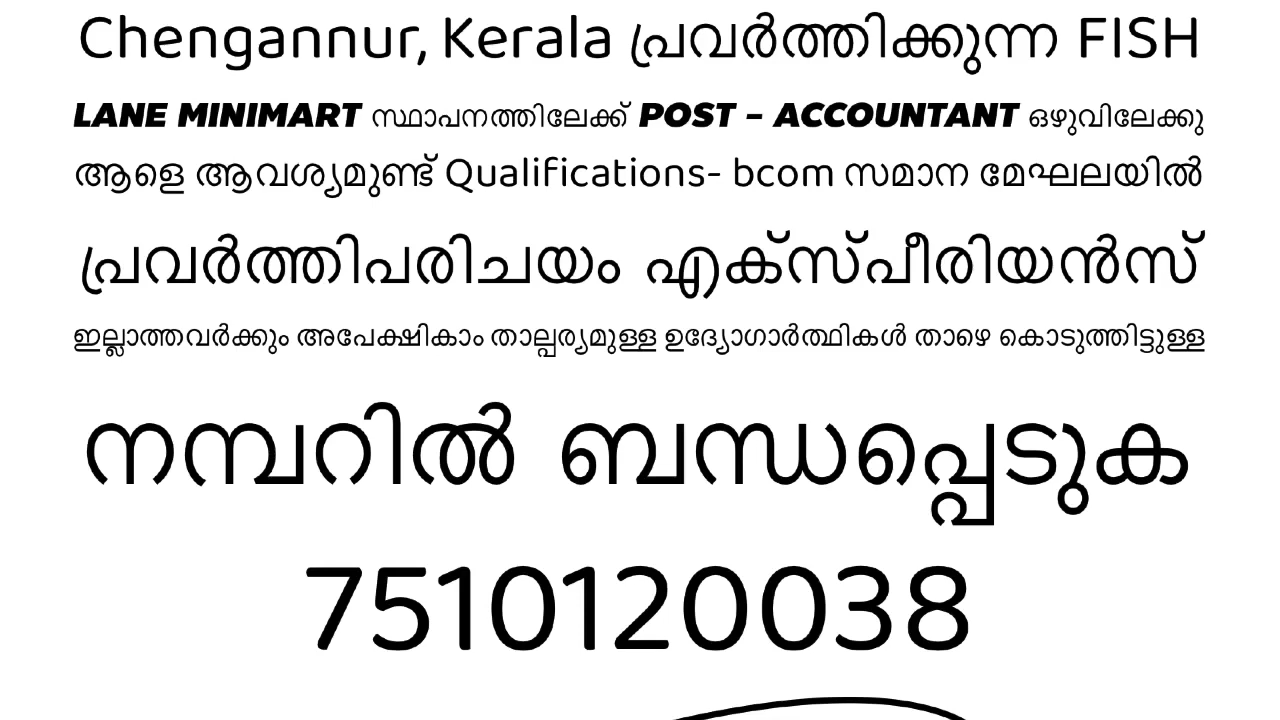 Chengannur, Kerala പ്രവർത്തിക്കുന്ന FISH
LANE MINIMART സ്ഥാപനത്തിലേക്ക് POST – ACCOUNTANT ഒഴുവിലേക്കു
ആളെ ആവശ്യമുണ്ട് Qualifications- bcom സമാന മേഘലലയിൽ
പ്രവർത്തിപരിചയം എക്സ്പീരിയൻസ്
ഇല്ലാത്തവർക്കും അപേക്ഷികാം താല്പര്യമുള്ള ഉദ്യോഗാർത്ഥികൾ താഴെ കൊടുത്തിട്ടുള്ള
നമ്പറിൽ ബന്ധപ്പെടുക
7510120038